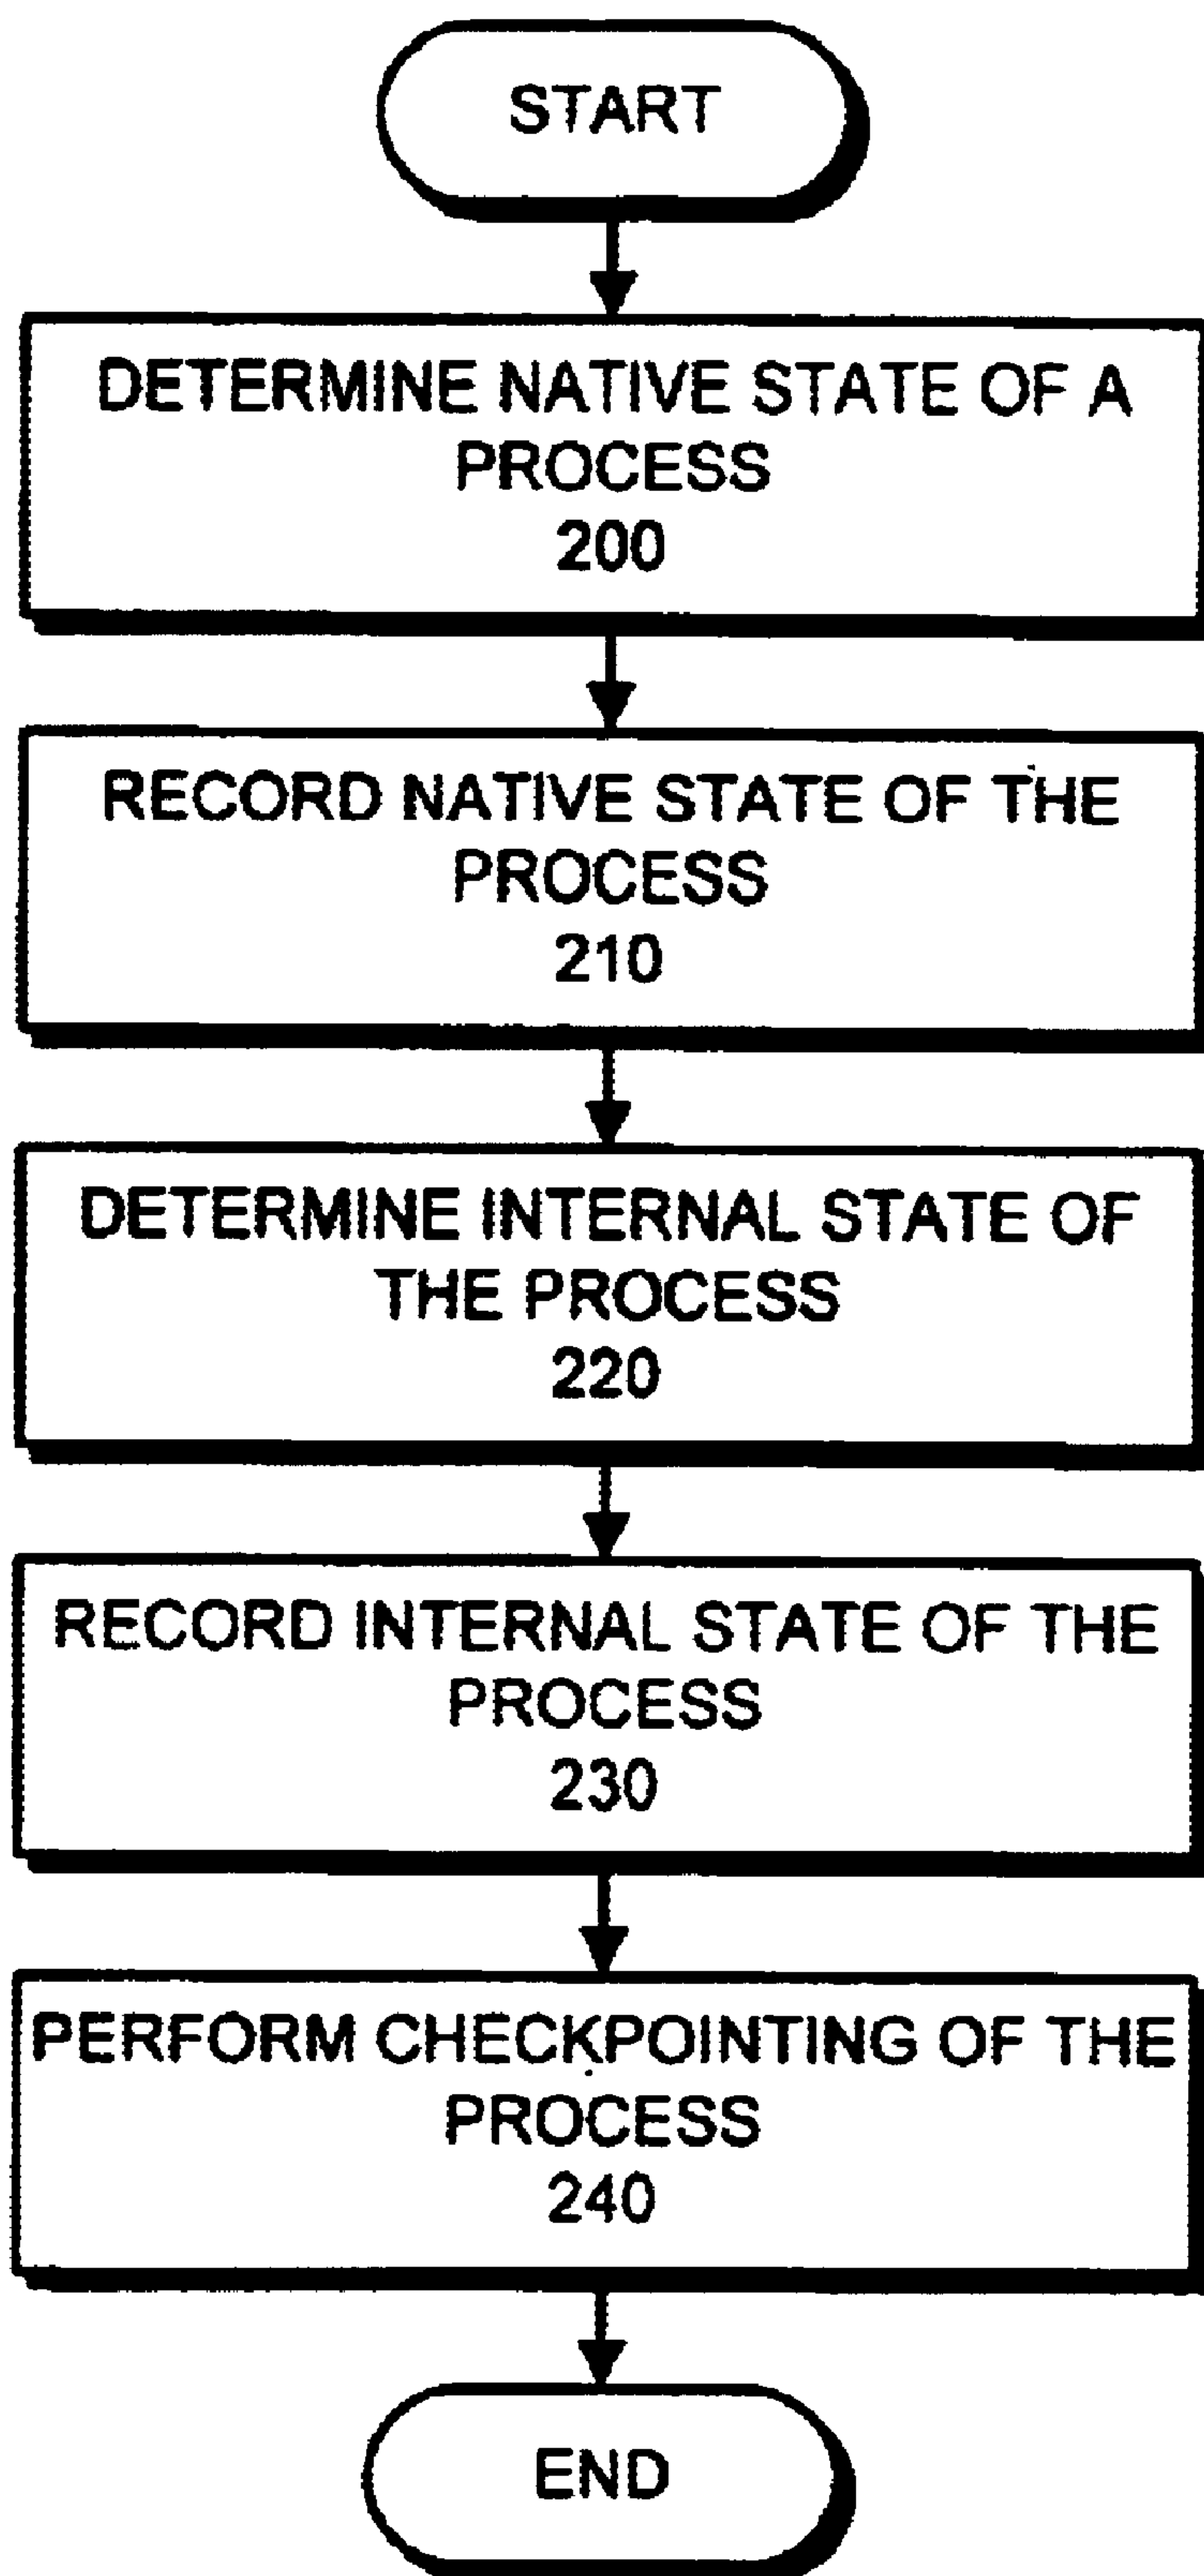 START
DETERMINE NATIVE STATE OF A
PROCESS
200
RECORD NATIVE STATE OF THE
PROCESS
210
DETERMINE INTERNAL STATE OF
THE PROCESS
220
RECORD INTERNAL STATE OF THE
PROCESS
230
PERFORM CHECKPOINTING OF THE
PROCESS
240
END